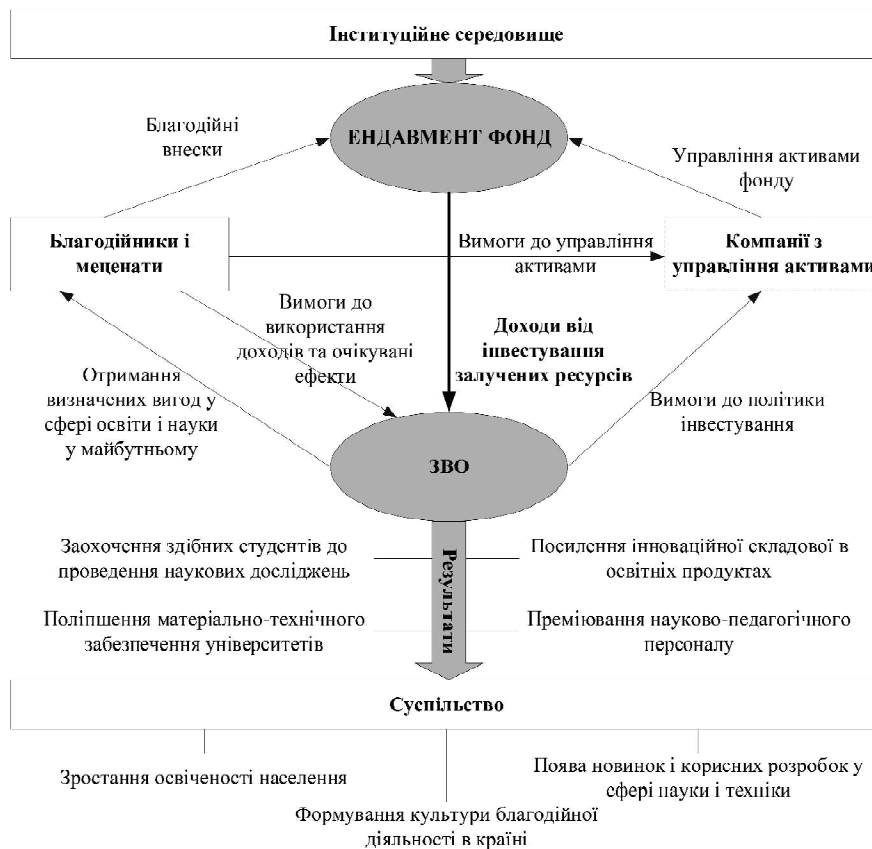 Інституційне середовище
Благодійні
внески
ЕНДАВМЕНТ ФОНД
Управління активами
фонду
Благодійники і
меценати
Вимоги до управління
активами
Компанії з
управління активами
Вимоги до
використання
доходів та очікувані
ефекти
Доходи від
інвестування
залучених ресурсів
Отримання
визначених вигод у
сфері освіти і науки
у майбутньому
Вимоги до політики
інвестування
ЗВО
Результати
Заохочення здібних студентів до
проведення наукових досліджень
Посилення інноваційної складової в
освітніх продуктах
Поліпшення матеріально-технічного
забезпечення університетів
Преміювання науково-педагогічного
персоналу
Суспільство
Зростання освіченості населення
Формування культури благодійної
діяльності в країні
Поява новинок і корисних розробок у
сфері науки і техніки